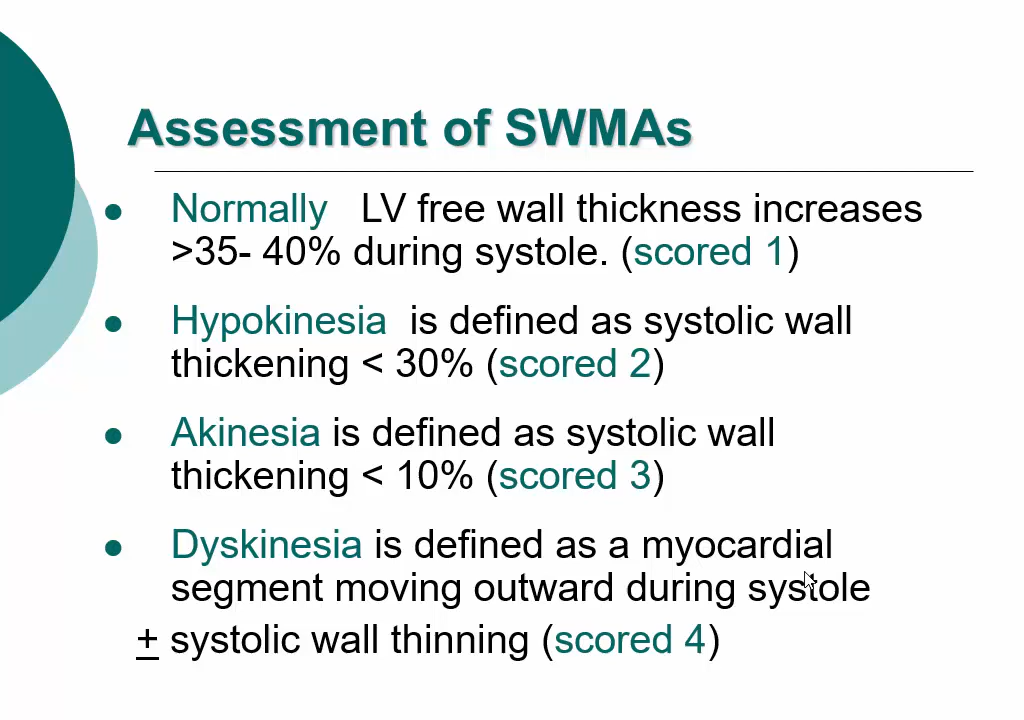 Assessment of SWMAs
Normally LV free wall thickness increases
>35- 40% during systole. (scored 1)
Hypokinesia is defined as systolic wall
thickening < 30% (scored 2)
Akinesia is defined as systolic wall
thickening < 10% (scored 3)
Dyskinesia is defined as a myocardial
segment moving outward during systole
+ systolic wall thinning (scored 4)